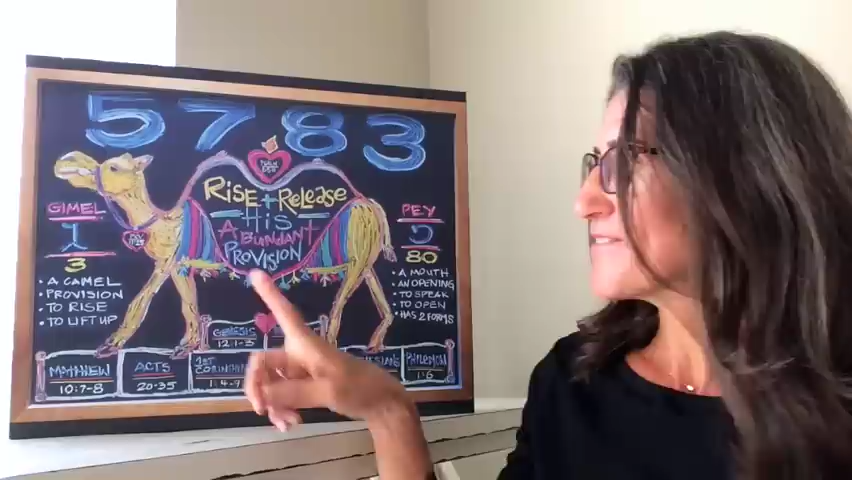 5783
GIMEL
ג
3
• A CAMEL
• PROVISION
• TO RISE
• TO LIFT UP
RISE + RELEASE
HIS
ABUNDANT
PROVISION
PEY
80
• A MOUTH
• AN OPENING
• TO SPEAK
• TO OPEN
• HAS 2 FORMS
GENESIS
12:1-3
MATTHEW
10:7-8
ACTS
20:35
1ST
PHILEMON
1:6